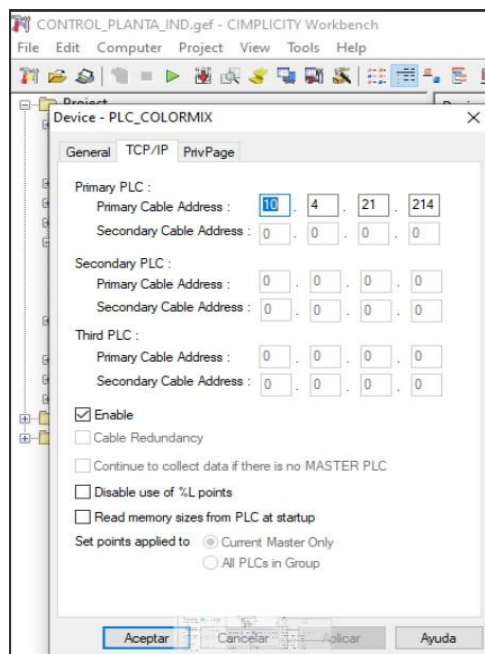 CONTROL_PLANTA_IND.gef - CIMPLICITY Workbench
File Edit Computer Project View Tools Help
Project
Device - PLC_COLORMIX
General TCP/IP PrivPage
Primary PLC :
Primary Cable Address : 10 . 4 . 21 . 214
Secondary Cable Address : 0 . 0 . 0 . 0
Secondary PLC :
Primary Cable Address : 0 . 0 . 0 . 0
Secondary Cable Address : 0 . 0 . 0 . 0
Third PLC :
Primary Cable Address : 0 . 0 . 0 . 0
Secondary Cable Address : 0 . 0 . 0 . 0
Enable
Cable Redundancy
Continue to collect data if there is no MASTER PLC
Disable use of %L points
Read memory sizes from PLC at startup
Set points applied to Current Master Only
All PLCs in Group
Aceptar Cancelar Aplicar Ayuda